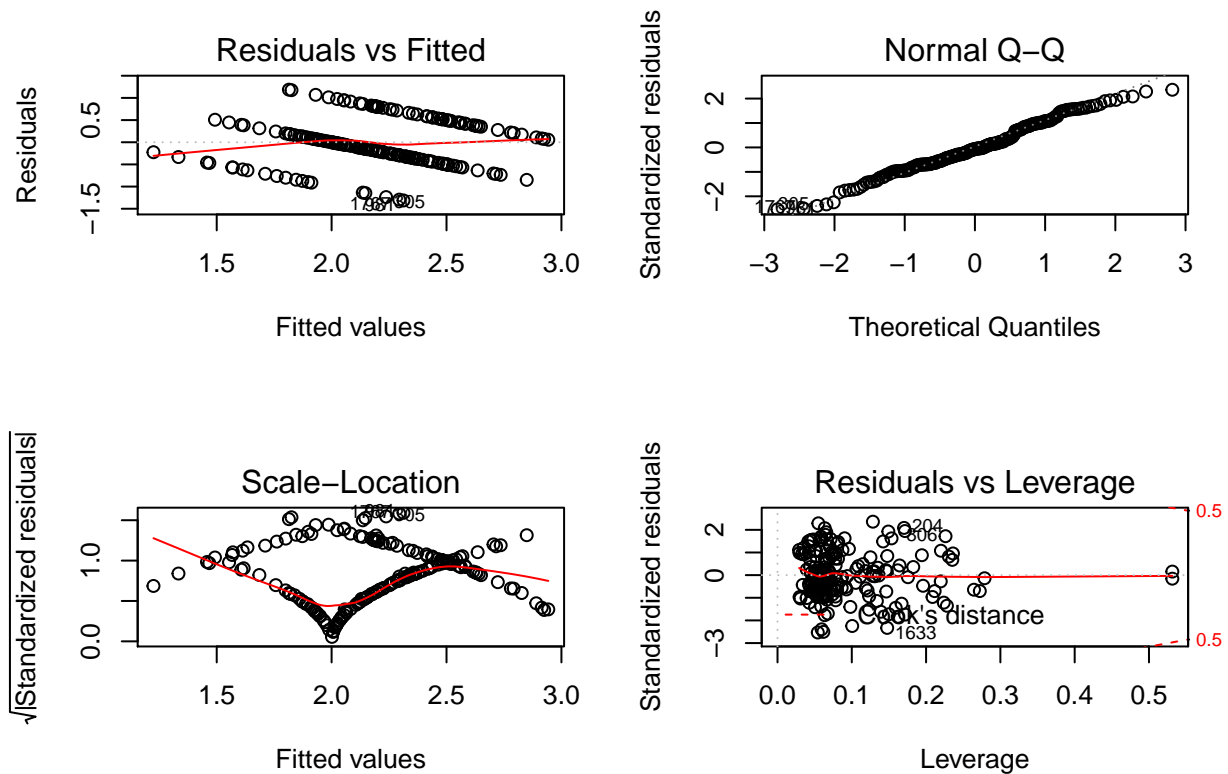 Residuals vs Fitted
Residuals
0.5
−1.5
1.5 2.0 2.5 3.0
Fitted values
Normal Q−Q
Standardized residuals
2
0
−2
−3 −2 −1 0 1 2 3
Theoretical Quantiles
Scale−Location
√|Standardized residuals|
1.0
0.0
1.5 2.0 2.5 3.0
Fitted values
Residuals vs Leverage
Standardized residuals
2
0
−3
0.5
204
306
1633
Cook's distance
0.5
0.0 0.1 0.2 0.3 0.4 0.5
Leverage